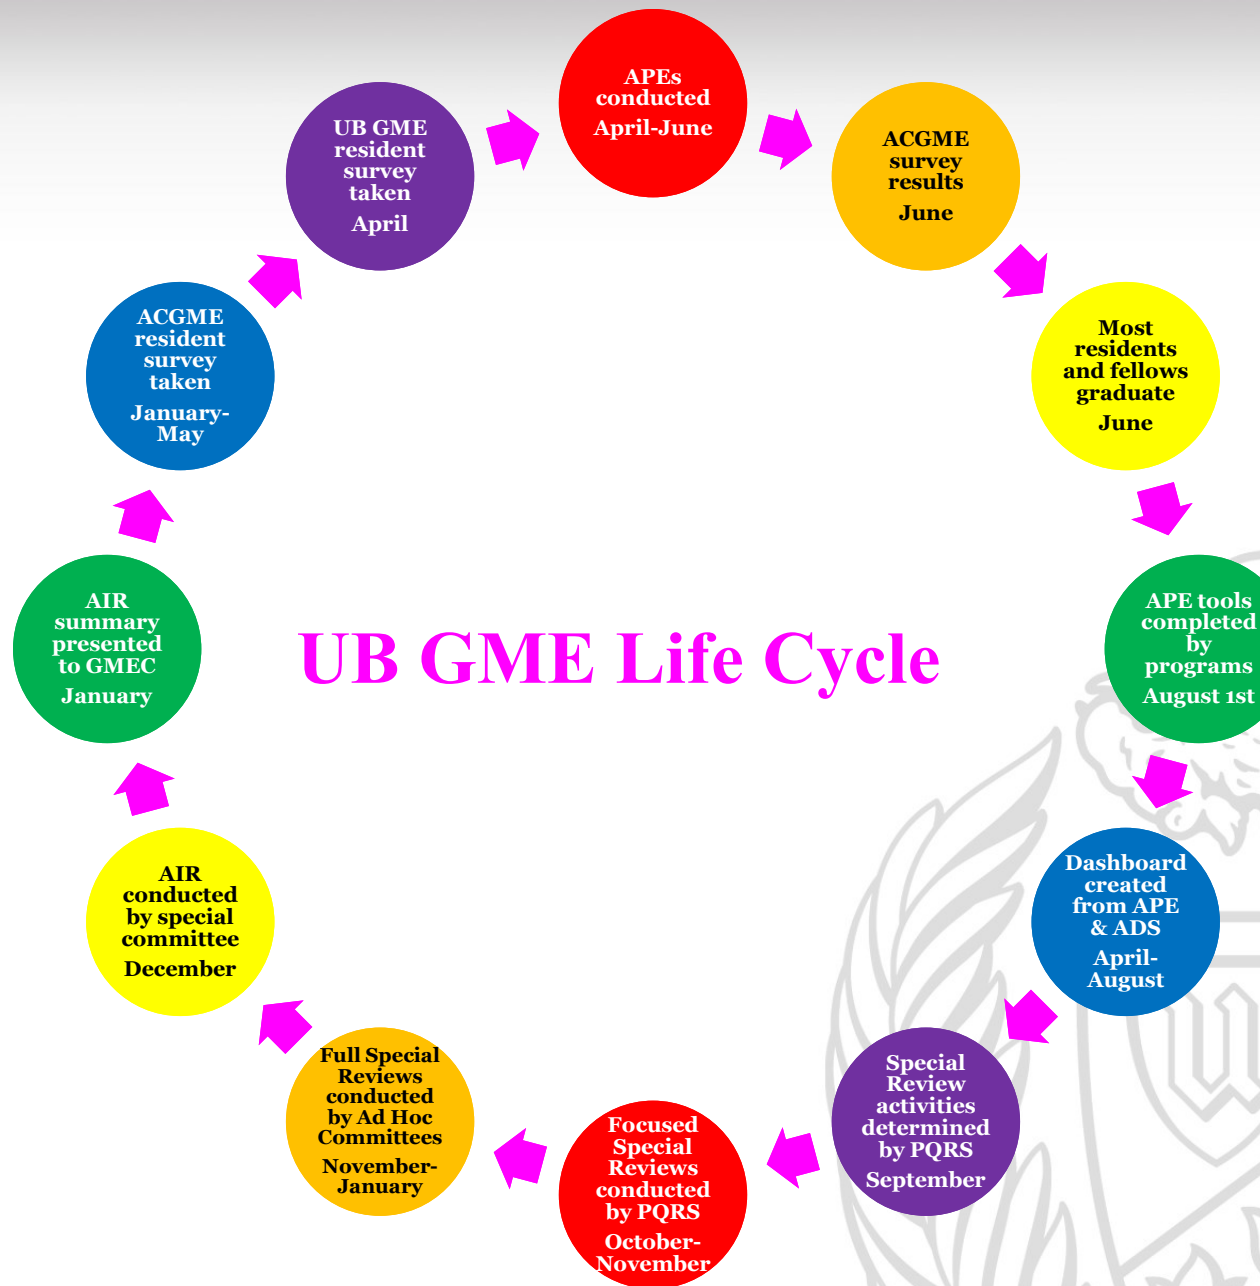 APEs
conducted
April-June
ACGME
survey
results
June
Most
residents
and fellows
graduate
June
APE tools
completed
by
programs
August 1st
Dashboard
created
from APE
& ADS
April-
August
Special
Review
activities
determined
by PQRS
September
Focused
Special
Reviews
conducted
by PQRS
October-
November
Full Special
Reviews
conducted
by Ad Hoc
Committees
November-
January
AIR
conducted
by special
committee
December
AIR
summary
presented
to GMEC
January
ACGME
resident
survey
taken
January-
May
UB GME
resident
survey
taken
April
UB GME Life Cycle